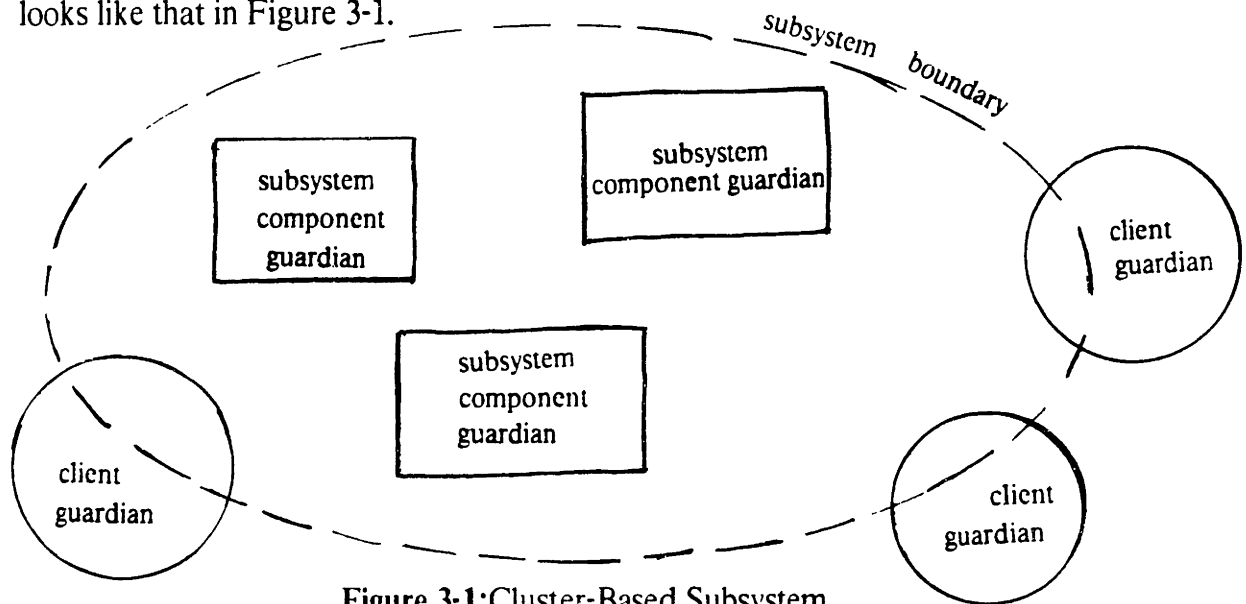 looks like that in Figure 3-1.
subsystem boundary
subsystem
component guardian
subsystem
component
guardian
client
guardian
subsystem
component
guardian
client
guardian
client
guardian
Figure 3-1:Cluster-Based Subsystem